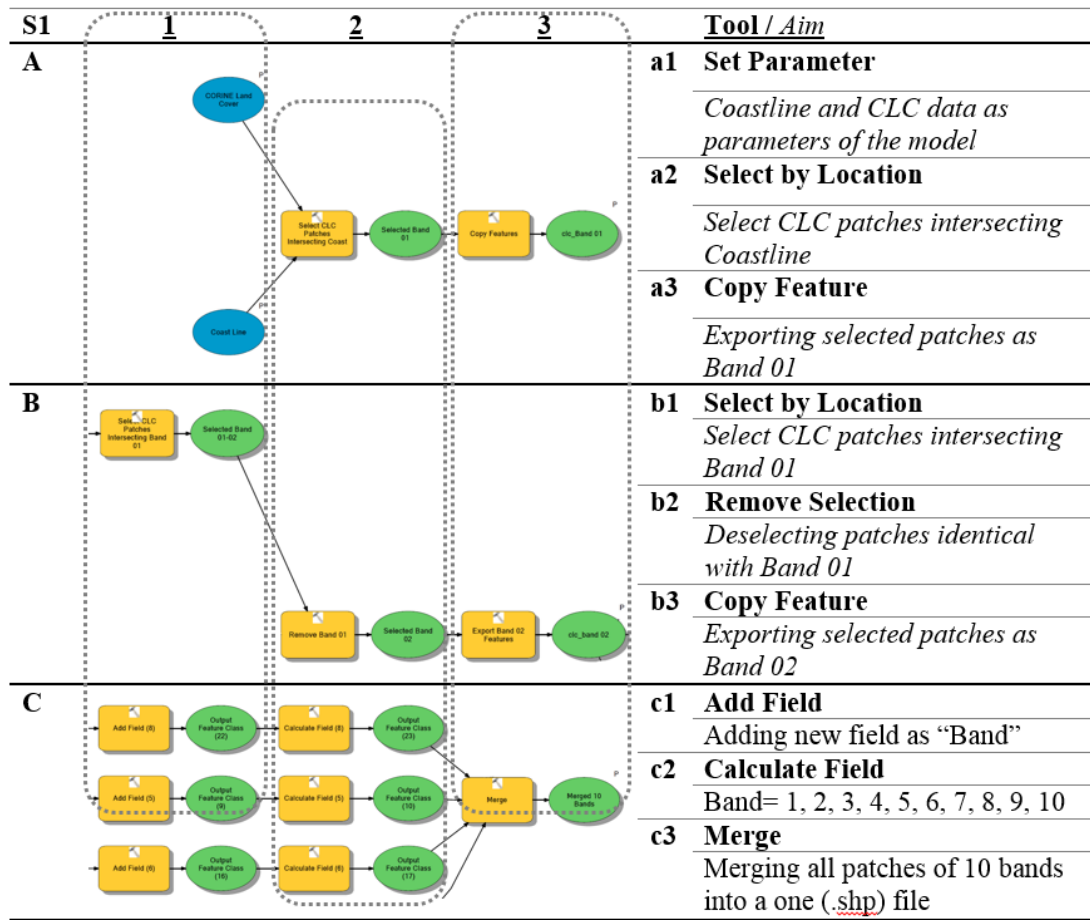 S1 1 2 3 Tool / Aim
A
a1 Set Parameter
Coastline and CLC data as
parameters of the model
a2 Select by Location
Select CLC patches intersecting
Coastline
a3 Copy Feature
Exporting selected patches as
Band 01
P
CORINE Land
Cover
Select CLC
Patches
Intersecting Coast
Selected Band
01
Copy Features
P
clc_Band 01
P
Coast Line
B
b1 Select by Location
Select CLC patches intersecting
Band 01
b2 Remove Selection
Deselecting patches identical
with Band 01
b3 Copy Feature
Exporting selected patches as
Band 02
Select CLC
Patches
Intersecting Band
01
Selected Band
01-02
Remove Band 01
Selected Band
02
Export Band 02
Features
P
clc_band 02
C
c1 Add Field
Adding new field as “Band”
c2 Calculate Field
Band= 1, 2, 3, 4, 5, 6, 7, 8, 9, 10
c3 Merge
Merging all patches of 10 bands
into a one (.shp) file
Add Field (8)
Output
Feature Class
(22)
Calculate Field (8)
Output
Feature Class
(23)
Add Field (5)
Output
Feature Class
(9)
Calculate Field (5)
Output
Feature Class
(10)
Merge
P
Merged 10
Bands
Add Field (6)
Output
Feature Class
(16)
Calculate Field (6)
Output
Feature Class
(17)